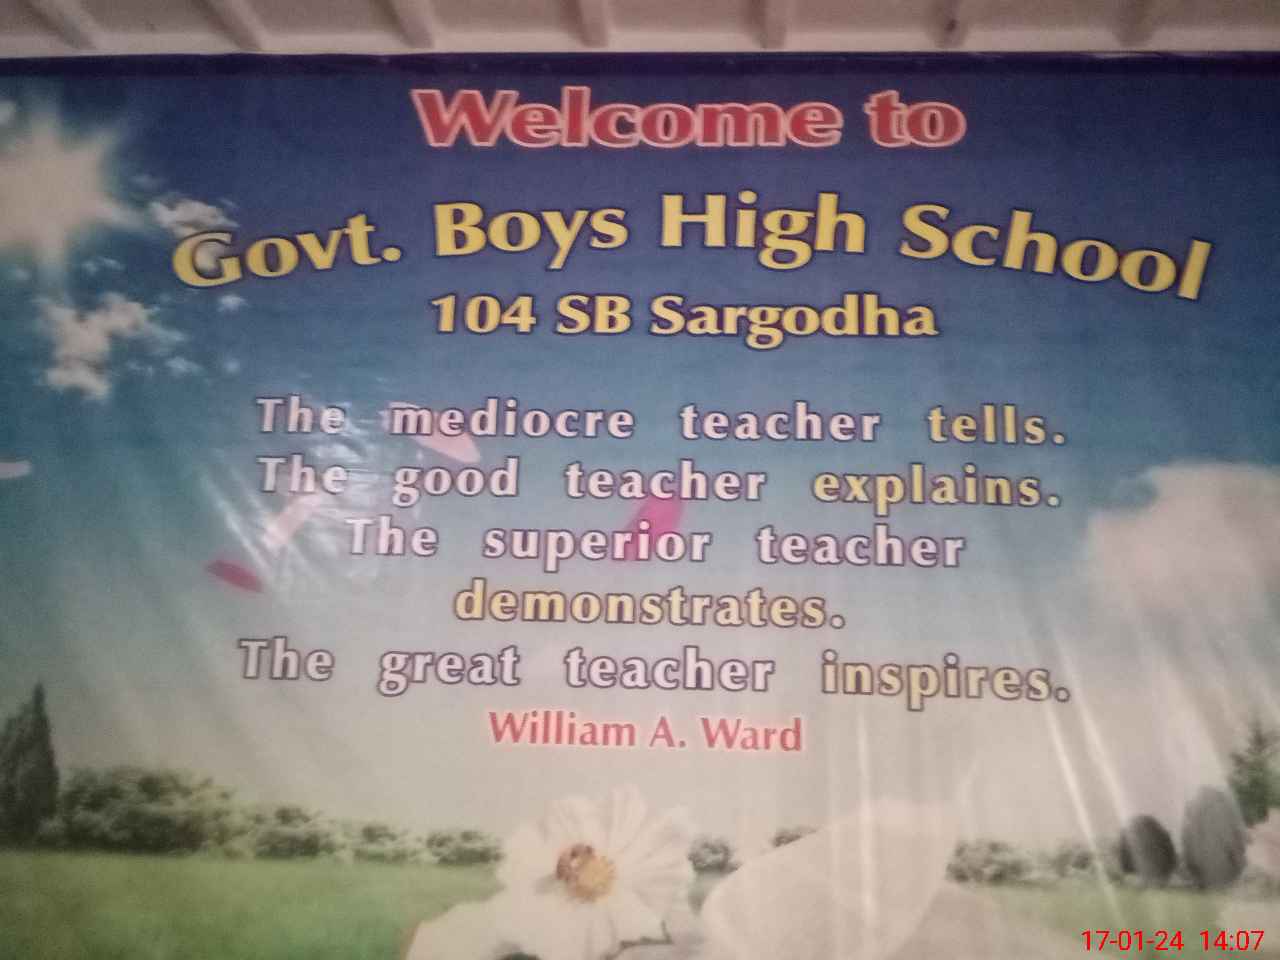 Welcome to
Govt. Boys High School
104 SB Sargodha
The mediocre teacher tells.
The good teacher explains.
The superior teacher
demonstrates.
The great teacher inspires.
William A. Ward
17-01-24 14:07